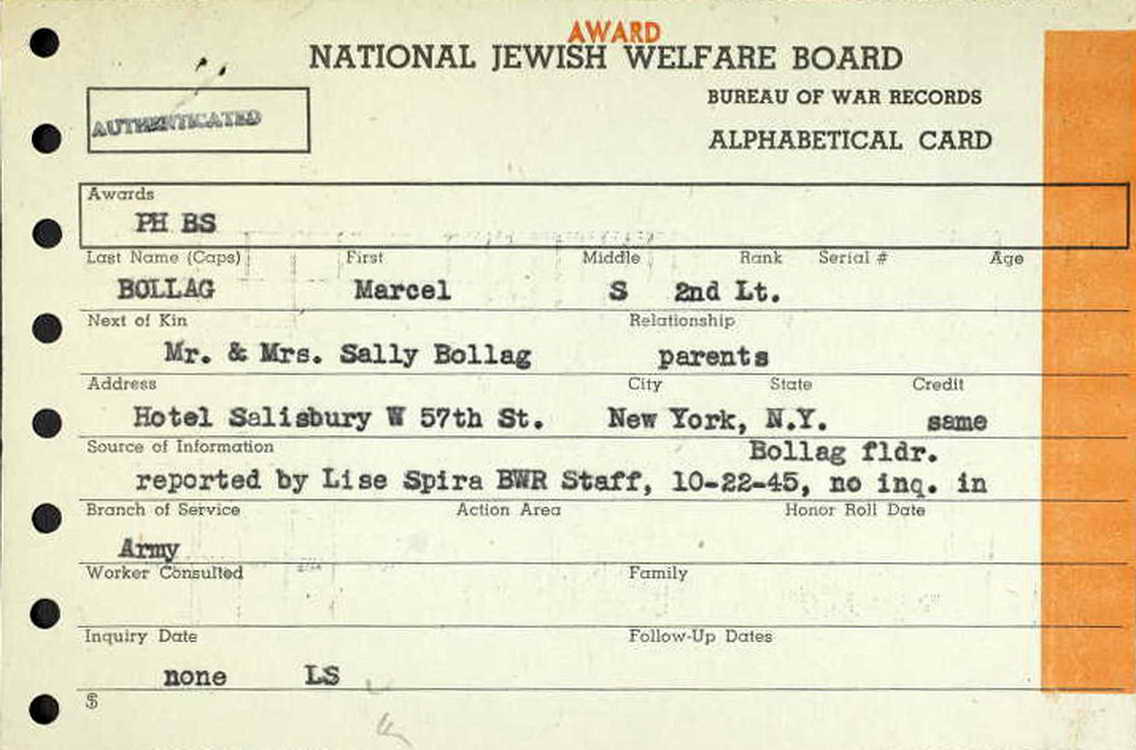 AWARD
NATIONAL JEWISH WELFARE BOARD
BUREAU OF WAR RECORDS
AUTHENTICATED
ALPHABETICAL CARD
Awards
PH BS
Last Name (Caps) First Middle Rank Serial # Age
BOLLAG Marcel S 2nd Lt.
Next of Kin Relationship
Mr. & Mrs. Sally Bollag parents
Address City State Credit
Hotel Salisbury W 57th St. New York, N.Y. same
Source of Information Bollag fldr.
reported by Lise Spira BWR Staff, 10-22-45, no inq. in
Branch of Service Action Area Honor Roll Date
Army
Worker Consulted Family
Inquiry Date Follow-Up Dates
none LS
$